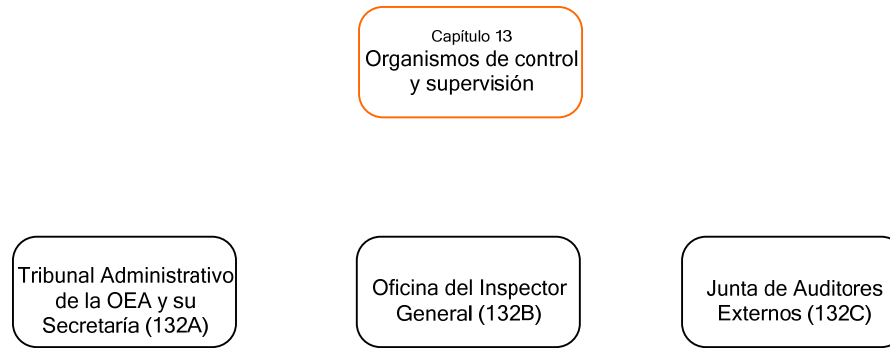 Capítulo 13
Organismos de control
y supervisión
Tribunal Administrativo
de la OEA y su
Secretaría (132A)
Oficina del Inspector
General (132B)
Junta de Auditores
Externos (132C)